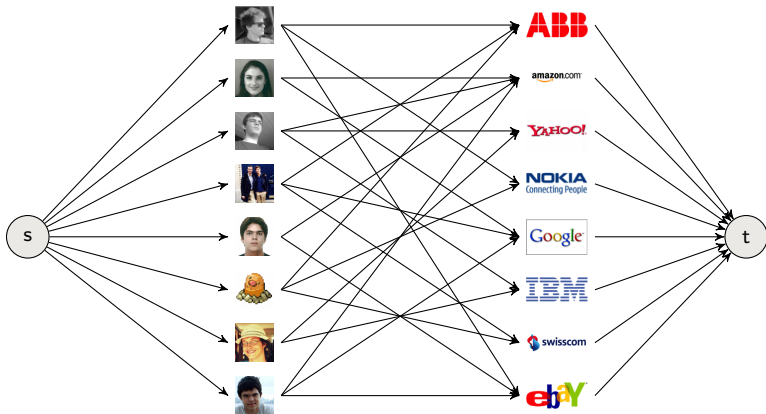 ABB
amazon.com
YAHOO!
NOKIA
Connecting People
s
Google
t
IBM
swisscom
ebaY